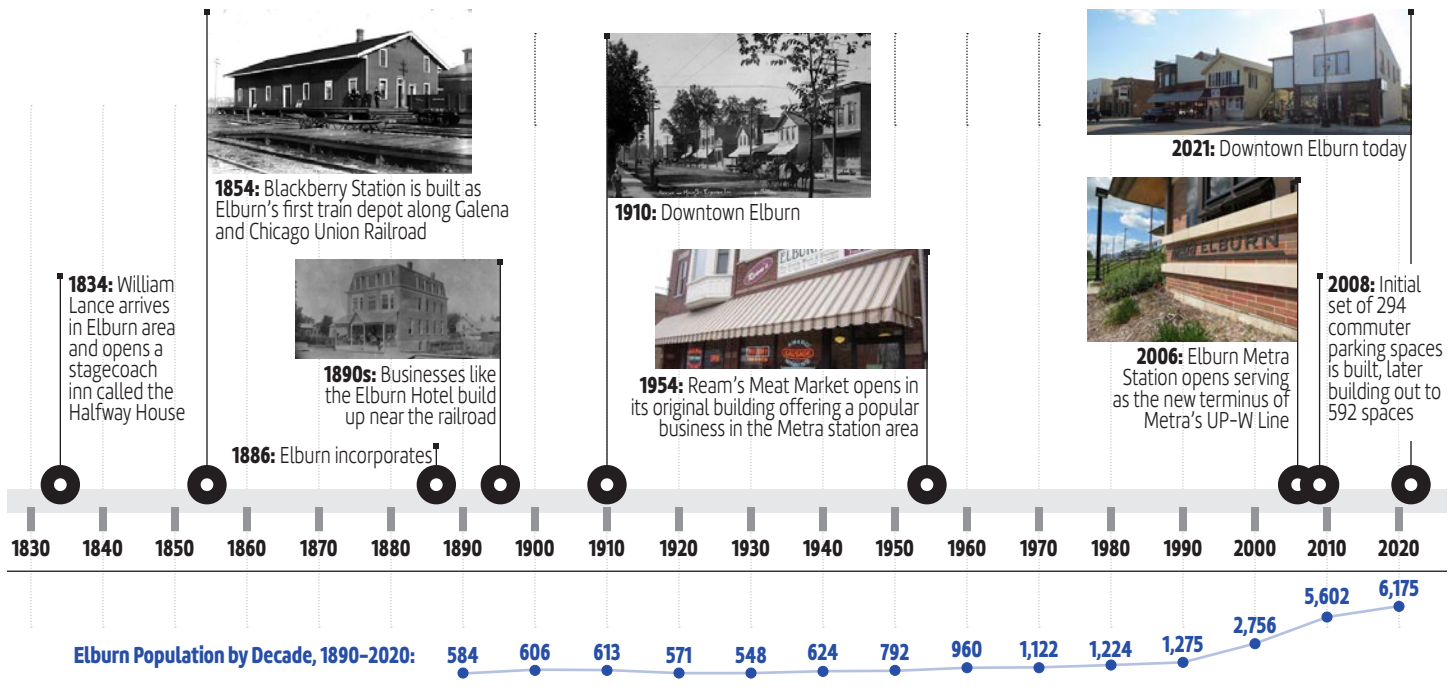 1854: Blackberry Station is built as
Elburn's first train depot along Galena
and Chicago Union Railroad
1910: Downtown Elburn
2021: Downtown Elburn today
1834: William
Lance arrives
in Elburn area
and opens a
stagecoach
inn called the
Halfway House
1890s: Businesses like
the Elburn Hotel build
up near the railroad
1886: Elburn incorporates
Ream's
ELBURN
SAUSAGE
1954: Ream's Meat Market opens in
its original building offering a popular
business in the Metra station area
ELBURN
2006: Elburn Metra
Station opens serving
as the new terminus of
Metra's UP-W Line
2008: Initial
set of 294
commuter
parking spaces
is built, later
building out to
592 spaces
1830 1840 1850 1860 1870 1880 1890 1900 1910 1920 1930 1940 1950 1960 1970 1980 1990 2000 2010 2020
Elburn Population by Decade, 1890–2020: 584 606 613 571 548 624 792 960 1,122 1,224 1,275 2,756 5,602 6,175